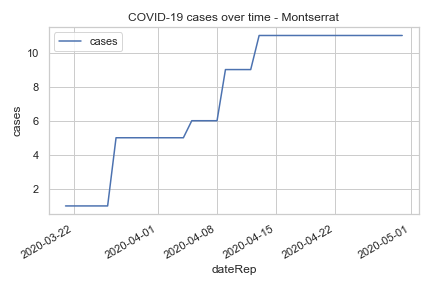 COVID-19 cases over time - Montserrat
cases
10
8
6
4
2
cases
2020-03-22
2020-04-01
2020-04-08
2020-04-15
2020-04-22
2020-05-01
dateRep